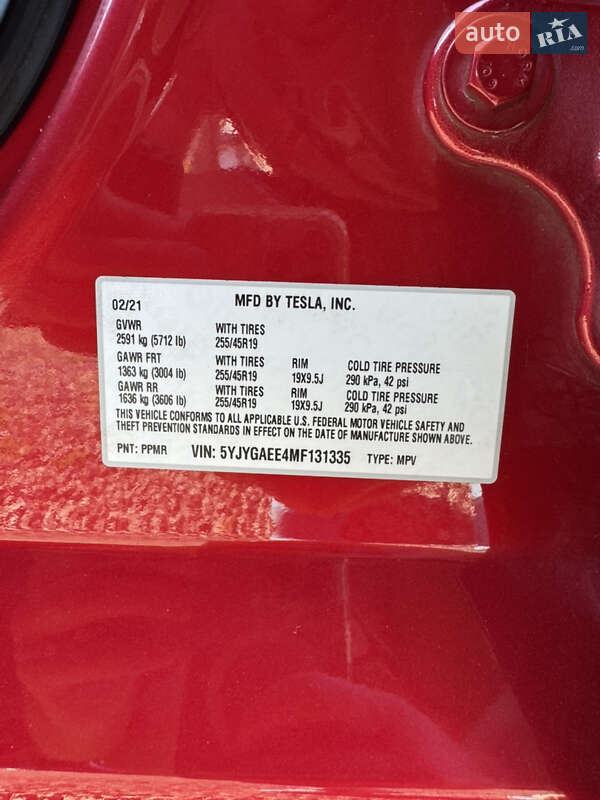 auto RIA .com
02/21 MFD BY TESLA, INC.
GVWR WITH TIRES
2591 kg (5712 lb) 255/45R19
GAWR FRT WITH TIRES RIM COLD TIRE PRESSURE
1363 kg (3004 lb) 255/45R19 19X9.5J 290 kPa, 42 psi
GAWR RR WITH TIRES RIM COLD TIRE PRESSURE
1636 kg (3606 lb) 255/45R19 19X9.5J 290 kPa, 42 psi
THIS VEHICLE CONFORMS TO ALL APPLICABLE U.S. FEDERAL MOTOR VEHICLE SAFETY AND
THEFT PREVENTION STANDARDS IN EFFECT ON THE DATE OF MANUFACTURE SHOWN ABOVE.
PNT: PPMR VIN: 5YJYGAEE4MF131335 TYPE: MPV